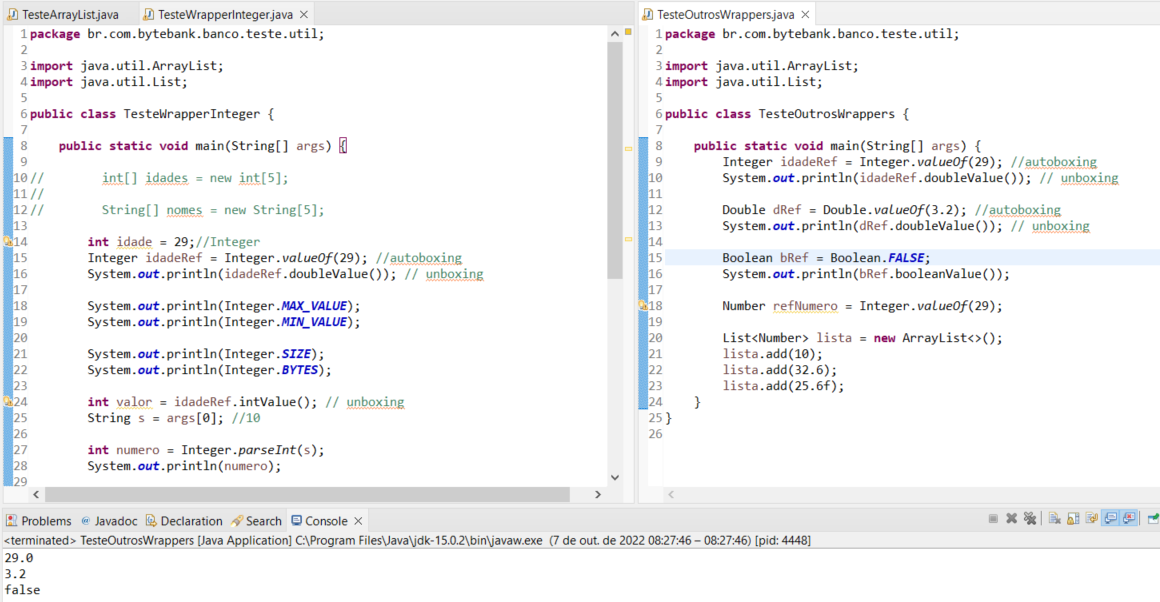 TesteArrayList.java
TesteWrapperInteger.java
1 package br.com.bytebank.banco.teste.util;
2
3 import java.util.ArrayList;
4 import java.util.List;
5
6 public class TesteWrapperInteger {
7
8     public static void main(String[] args) {
9
10 //        int[] idades = new int[5];
11 //
12 //        String[] nomes = new String[5];
13
14         int idade = 29;//Integer
15         Integer idadeRef = Integer.valueOf(29); //autoboxing
16         System.out.println(idadeRef.doubleValue()); // unboxing
17
18         System.out.println(Integer.MAX_VALUE);
19         System.out.println(Integer.MIN_VALUE);
20
21         System.out.println(Integer.SIZE);
22         System.out.println(Integer.BYTES);
23
24         int valor = idadeRef.intValue(); // unboxing
25         String s = args[0]; //10
26
27         int numero = Integer.parseInt(s);
28         System.out.println(numero);
29
TesteOutrosWrappers.java
1 package br.com.bytebank.banco.teste.util;
2
3 import java.util.ArrayList;
4 import java.util.List;
5
6 public class TesteOutrosWrappers {
7
8     public static void main(String[] args) {
9         Integer idadeRef = Integer.valueOf(29); //autoboxing
10         System.out.println(idadeRef.doubleValue()); // unboxing
11
12         Double dRef = Double.valueOf(3.2); //autoboxing
13         System.out.println(dRef.doubleValue()); // unboxing
14
15         Boolean bRef = Boolean.FALSE;
16         System.out.println(bRef.booleanValue());
17
18         Number refNumero = Integer.valueOf(29);
19
20         List<Number> lista = new ArrayList<>();
21         lista.add(10);
22         lista.add(32.6);
23         lista.add(25.6f);
24     }
25 }
26
Problems @ Javadoc Declaration Search Console
<terminated> TesteOutrosWrappers [Java Application] C:\Program Files\Java\jdk-15.0.2\bin\javaw.exe (7 de out. de 2022 08:27:46 – 08:27:46) [pid: 4448]
29.0
3.2
false